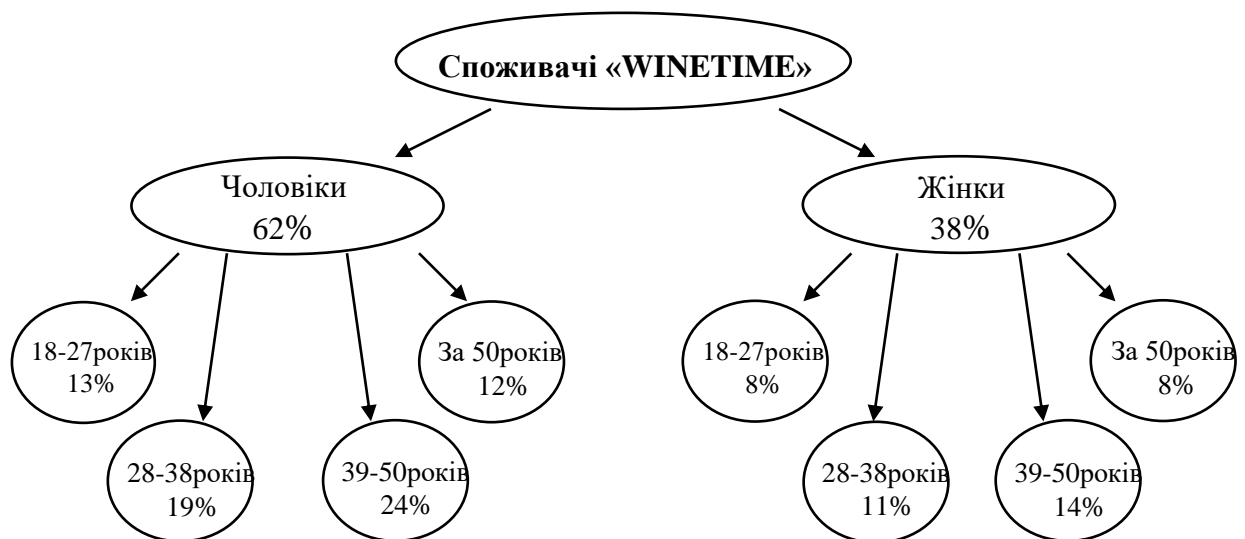 Споживачі «WINETIME»
Чоловіки
62%
Жінки
38%
18-27років
13%
28-38років
19%
39-50років
24%
За 50років
12%
18-27років
8%
28-38років
11%
39-50років
14%
За 50років
8%